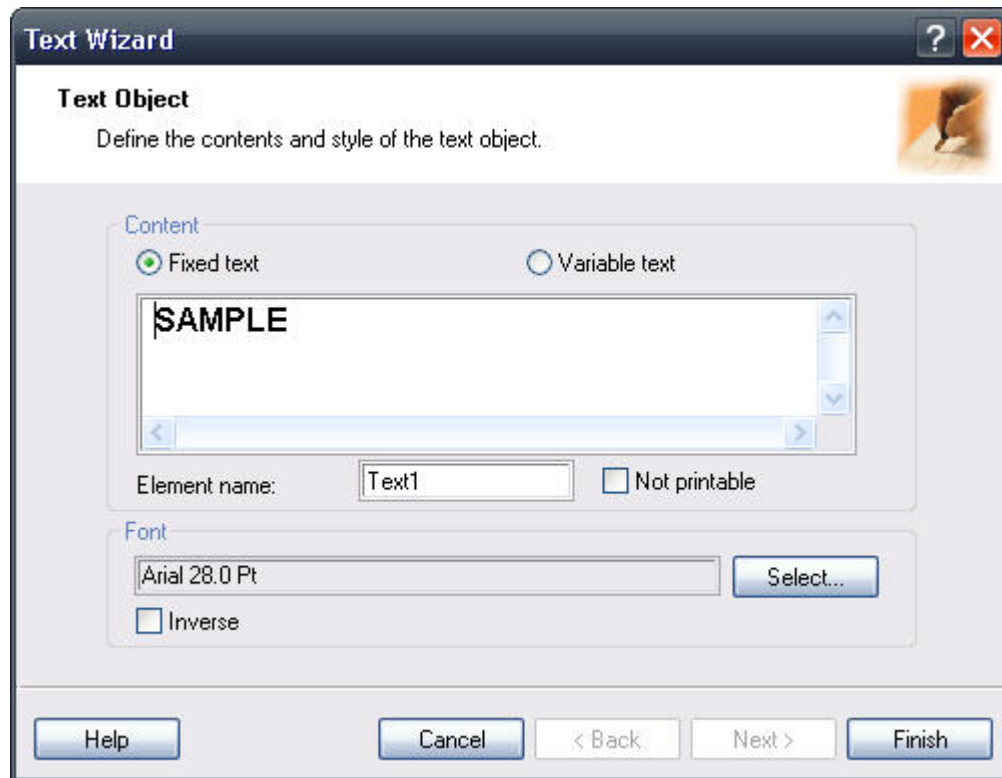 Text Wizard
Text Object
Define the contents and style of the text object.
Content
Fixed text Variable text
SAMPLE
Element name: Text1 Not printable
Font
Arial 28.0 Pt Select...
Inverse
Help Cancel < Back Next > Finish